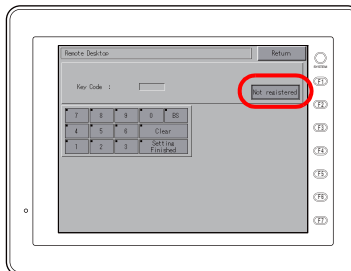 Remote Desktop
Return
SYSTEM
Key Code :
Not registered
F1
F2
F3
F4
F5
F6
F7
7 8 9 0 BS
4 5 6 Clear
1 2 3 Setting
Finished